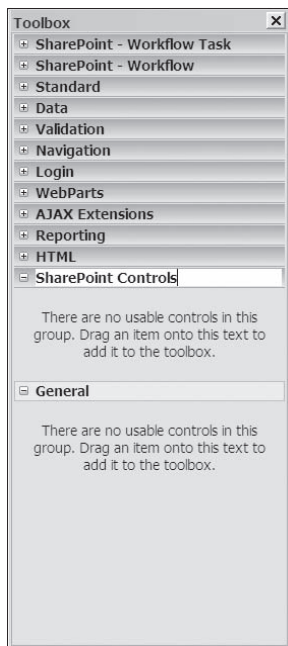 Toolbox
SharePoint - Workflow Task
SharePoint - Workflow
Standard
Data
Validation
Navigation
Login
WebParts
AJAX Extensions
Reporting
HTML
SharePoint Controls
There are no usable controls in this
group. Drag an item onto this text to
add it to the toolbox.
General
There are no usable controls in this
group. Drag an item onto this text to
add it to the toolbox.